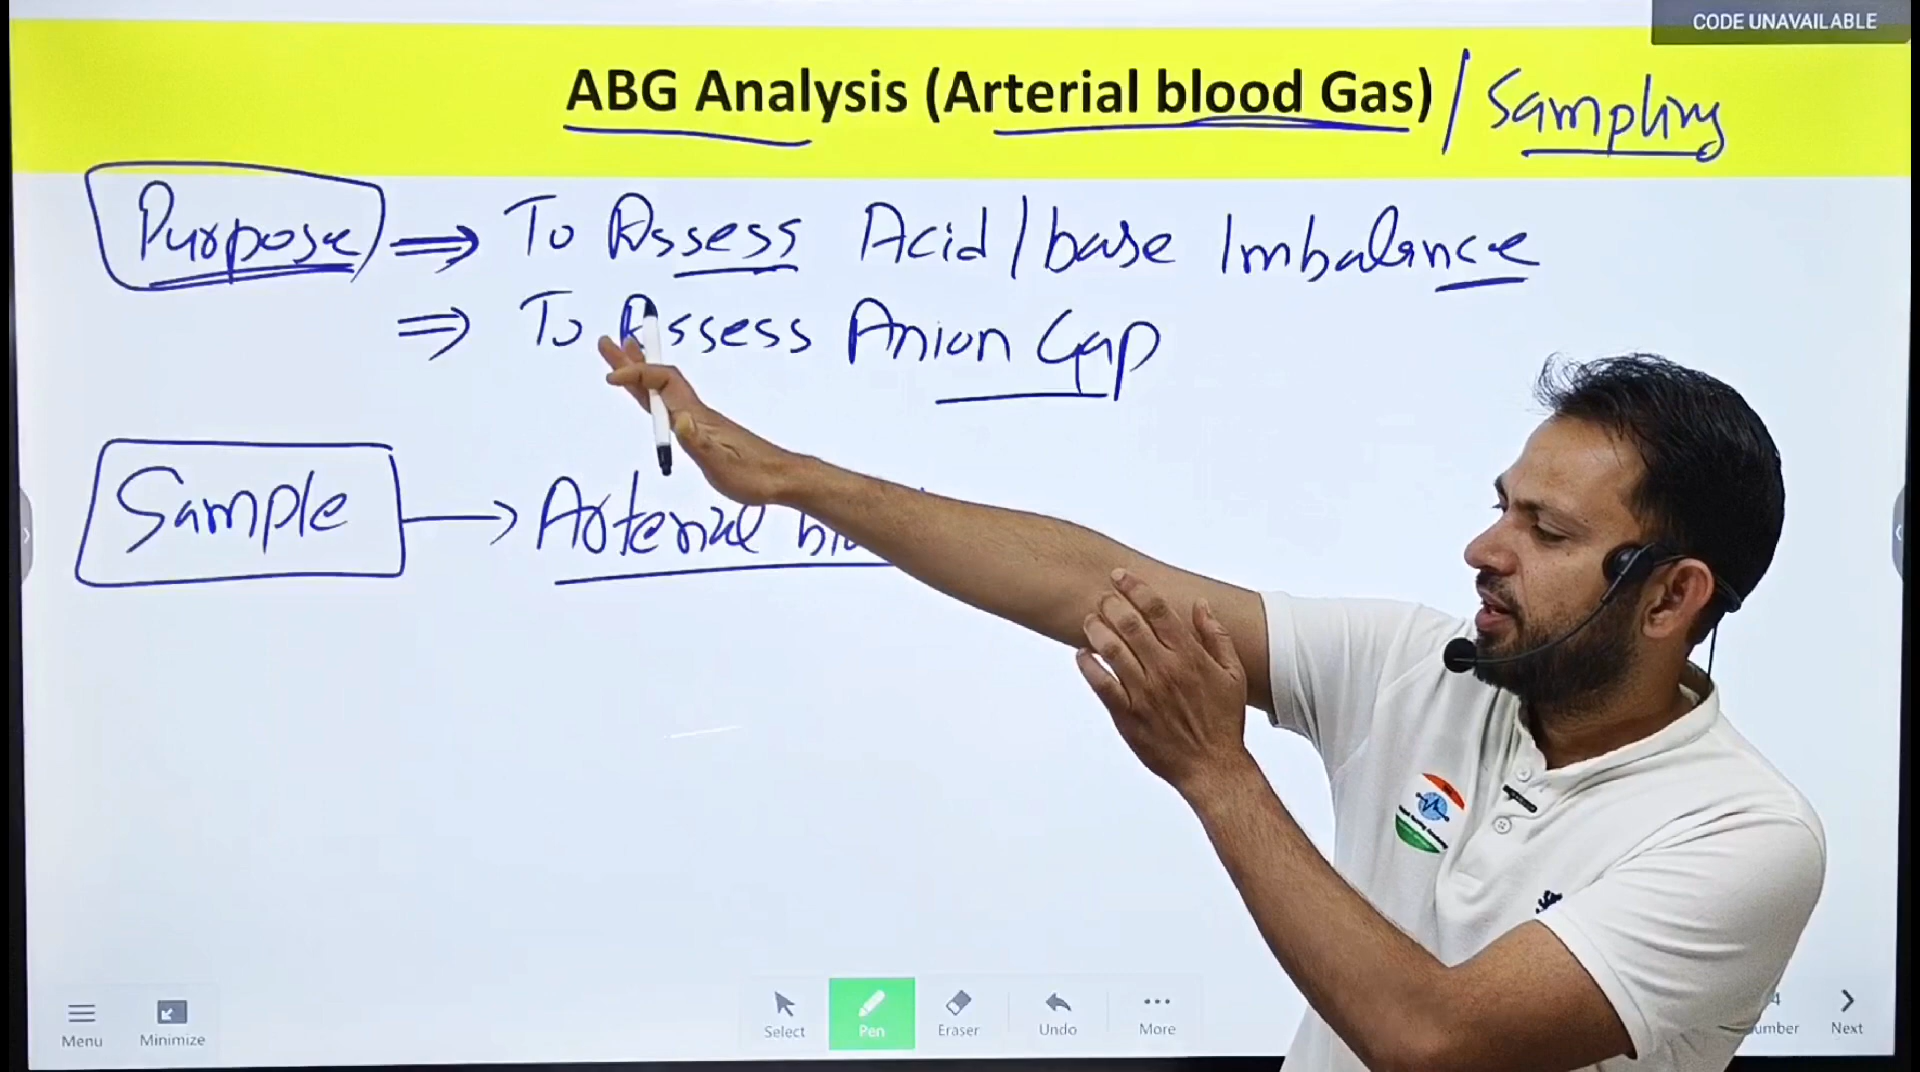 CODE UNAVAILABLE
ABG Analysis (Arterial blood Gas) / Sampling
Purpose ⇒ To Assess Acid/base Imbalance
⇒ To Assess Anion Gap
Sample → Arterial
Menu
Minimize
Select
Pen
Eraser
Undo
More
Next